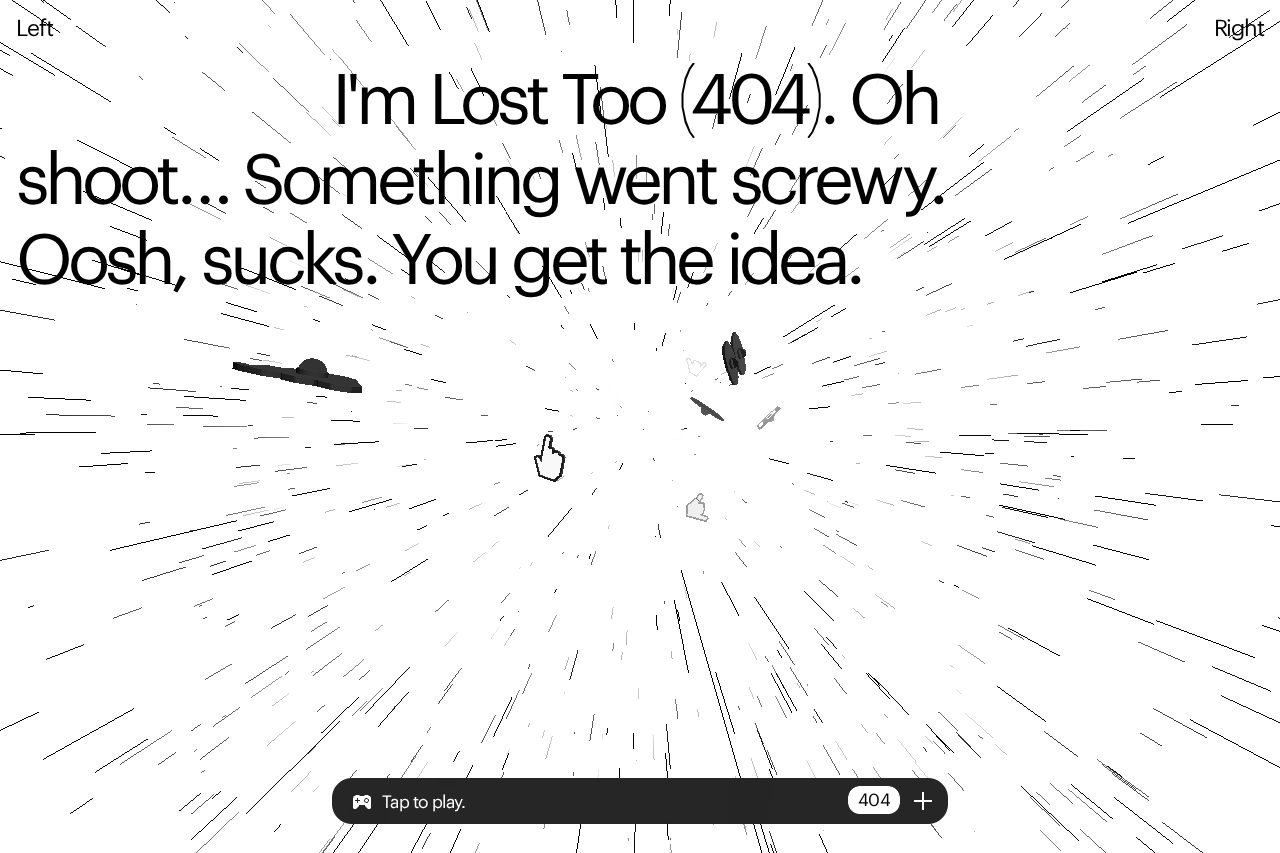 Left
Right
I'm Lost Too (404). Oh
shoot... Something went screwy.
Oosh, sucks. You get the idea.
Tap to play.
404